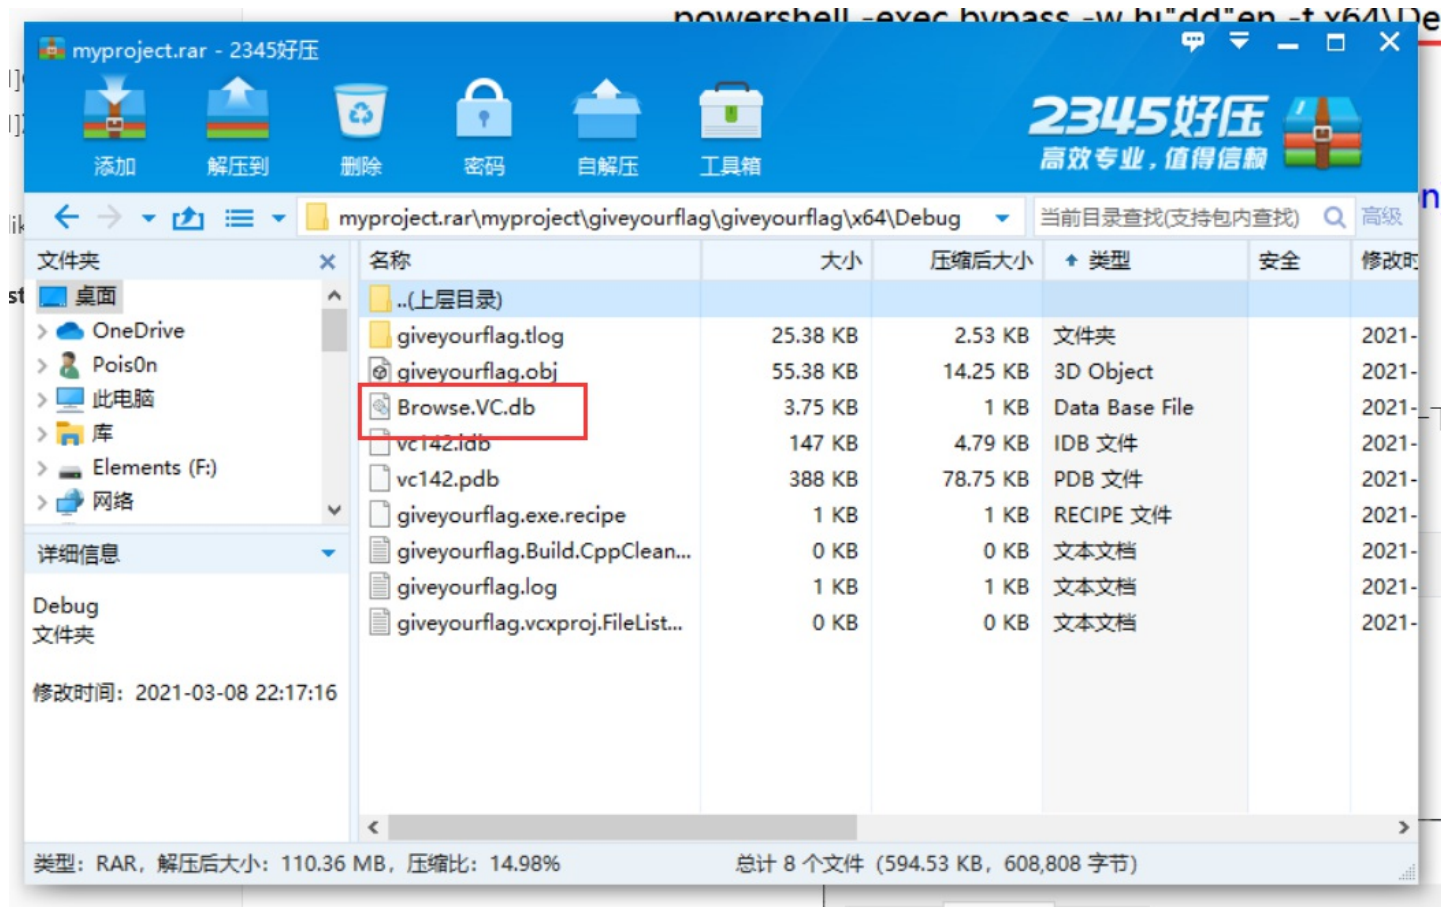 powershell -exec bypass -w hi"dd"en -f x64\De
myproject.rar - 2345好压
添加 解压到 删除 密码 自解压 工具箱
2345好压
高效专业，值得信赖
myproject.rar\myproject\giveyourflag\giveyourflag\x64\Debug 当前目录查找(支持包内查找) 高级
文件夹 名称 大小 压缩后大小 类型 安全 修改时
桌面 ..(上层目录)
OneDrive giveyourflag.tlog 25.38 KB 2.53 KB 文件夹 2021-
Pois0n giveyourflag.obj 55.38 KB 14.25 KB 3D Object 2021-
此电脑 Browse.VC.db 3.75 KB 1 KB Data Base File 2021-
库 vc142.idb 147 KB 4.79 KB IDB 文件 2021-
Elements (F:) vc142.pdb 388 KB 78.75 KB PDB 文件 2021-
网络 giveyourflag.exe.recipe 1 KB 1 KB RECIPE 文件 2021-
详细信息 giveyourflag.Build.CppClean... 0 KB 0 KB 文本文档 2021-
giveyourflag.log 1 KB 1 KB 文本文档 2021-
Debug giveyourflag.vcxproj.FileList... 0 KB 0 KB 文本文档 2021-
文件夹
修改时间：2021-03-08 22:17:16
类型：RAR，解压后大小：110.36 MB，压缩比：14.98% 总计 8 个文件（594.53 KB，608,808 字节）